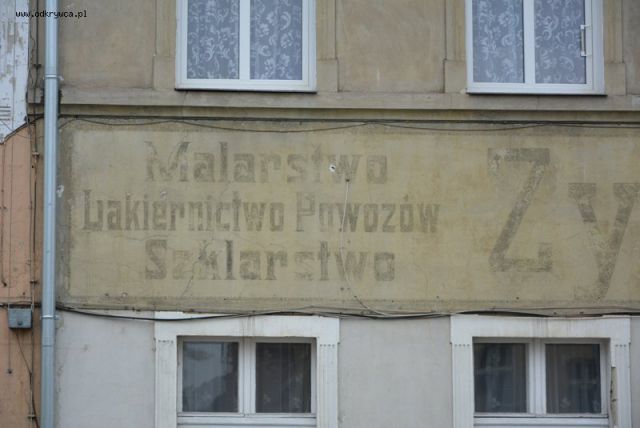 www.odkrywca.pl
Malarstwo
Lakiernictwo Powozów
Szklarstwo
Zy